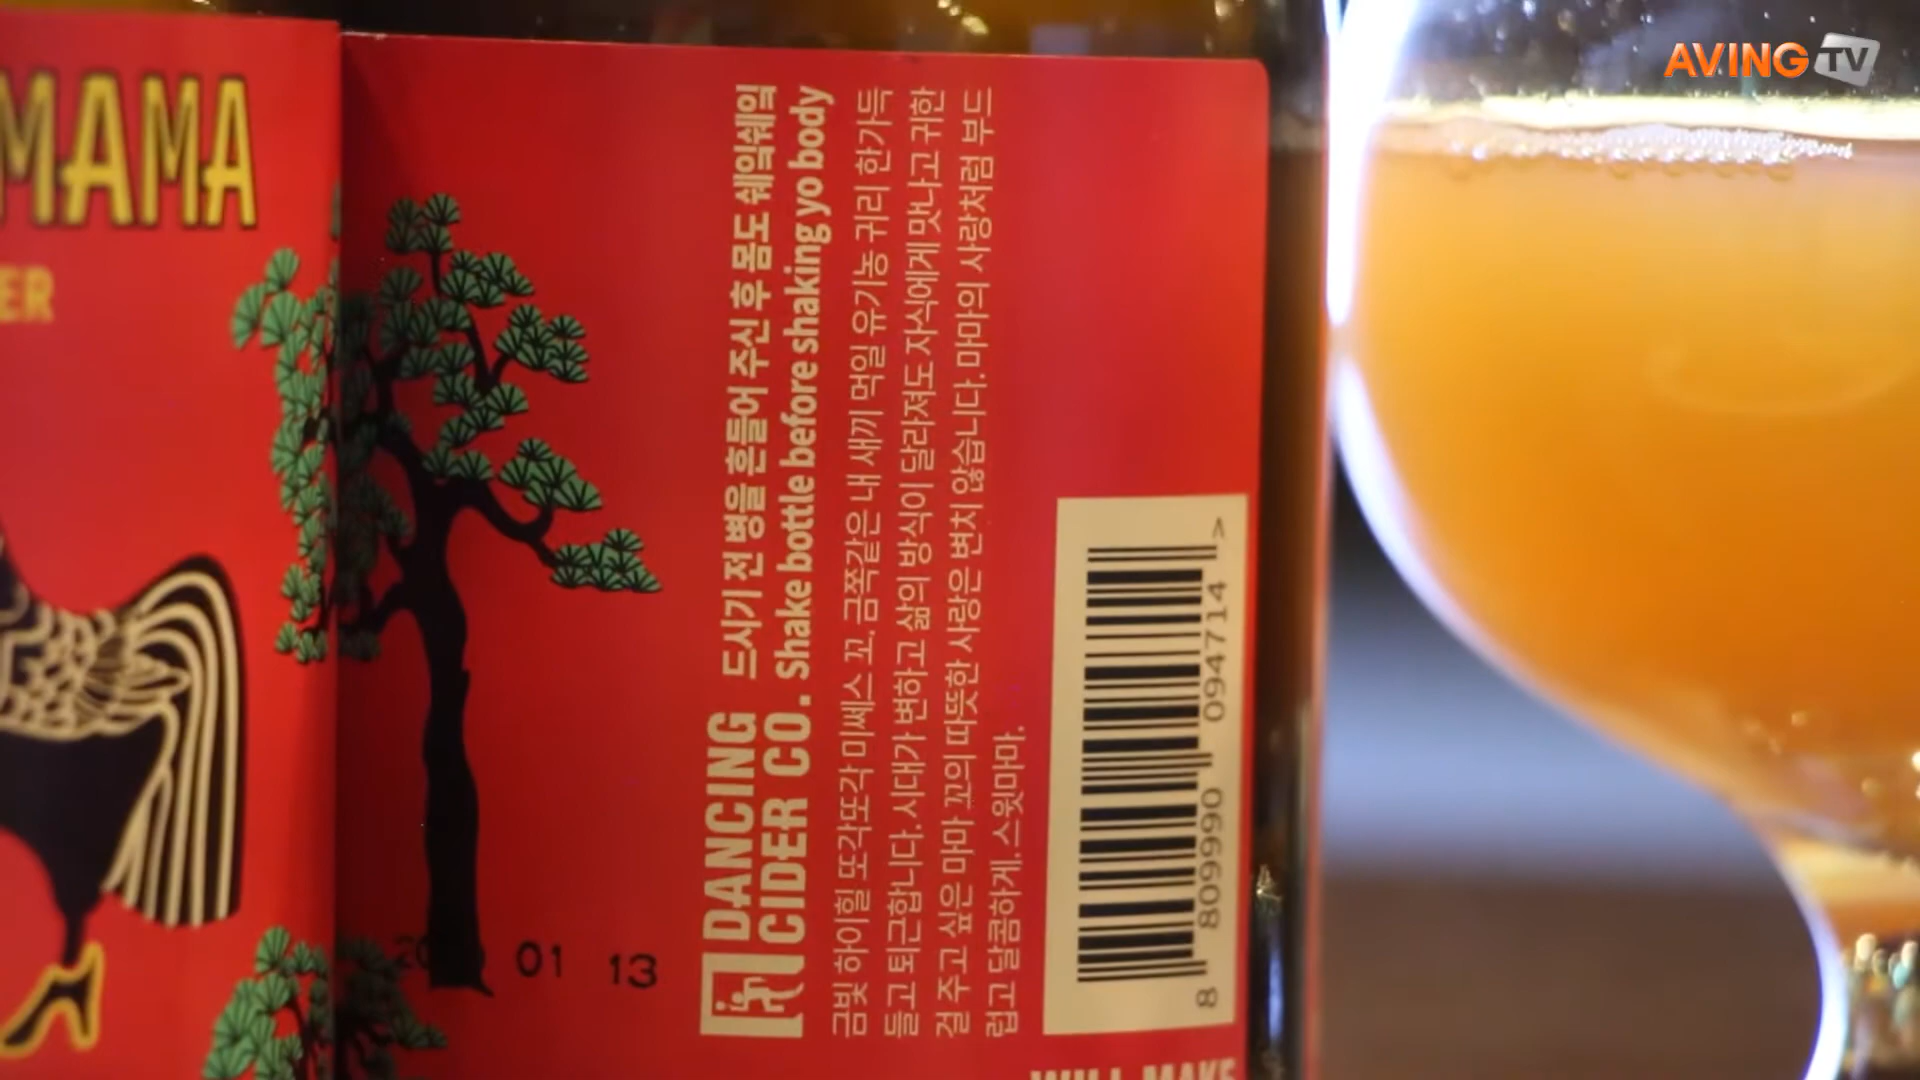 AVING TV
MAMA
ER
DANCING
CIDER CO.
드시기 전 병을 흔들어 주신 후 몸도 쉐잌쉐잌
Shake bottle before shaking yo body
금빛 하이힐 또각또각 미쎄스 꼬. 금쪽같은 내 새끼 먹일 유기농 귀리 한가득
들고 퇴근합니다. 시대가 변하고 삶의 방식이 달라져도 자식에게 맛나고 귀한
걸 주고 싶은 마마 꼬의 따뜻한 사랑은 변치 않습니다. 마마의 사랑처럼 부드
럽고 달콤하게. 스윗마마.
8 809990 094714 >
01 13
WILL MAKE